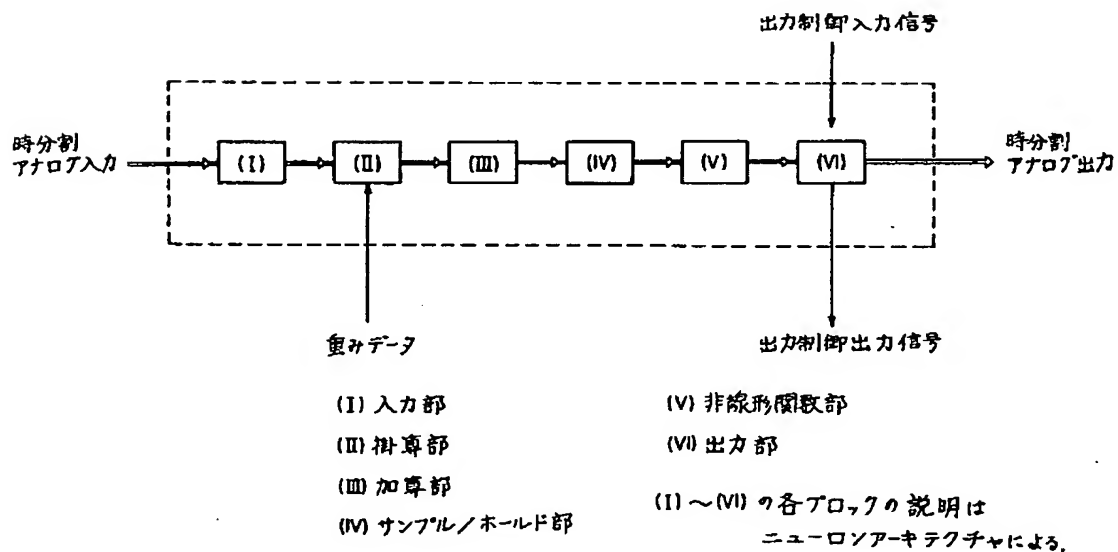 出力制御入力信号
時分割
アナログ入力
(I)
(II)
(III)
(IV)
(V)
(VI)
時分割
アナログ出力
重みデータ
出力制御出力信号
(I) 入力部
(II) 掛算部
(III) 加算部
(IV) サンプル/ホールド部
(V) 非線形関数部
(VI) 出力部
(I)〜(VI)の各ブロックの説明は
ニューロンアーキテクチャによる.